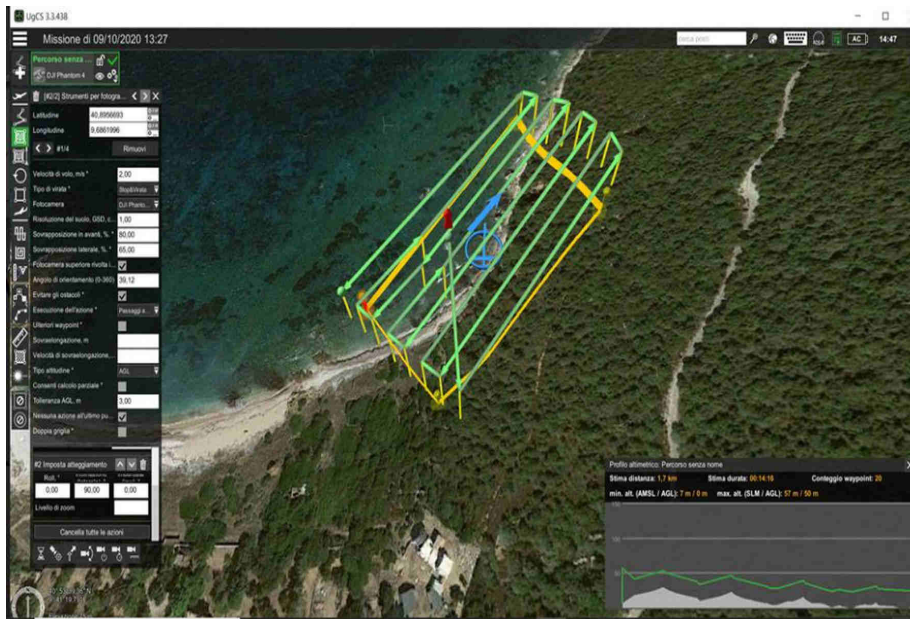 UgCS 3.3.438
Missione di 09/10/2020 13:27
cerca posti
ADS-B
AC
14:47
Percorso senza ...
DJI Phantom 4
[#2/2] Strumenti per fotogra...
Latitudine 40,8956693
Longitudine 9,6861996
#1/4 Rimuovi
Velocità di volo, m/s * 2,00
Tipo di virata * Stop&Virata
Fotocamera DJI Phanto...
Risoluzione del suolo, GSD, c... 1,00
Sovrapposizione in avanti, %, * 80,00
Sovrapposizione laterale, %, * 65,00
Fotocamera superiore rivolta i...
Angolo di orientamento (0-360) 39,12
Evitare gli ostacoli *
Esecuzione dell'azione * Passaggi a...
Ulteriori waypoint *
Sovraelongazione, m
Velocità di sovraelongazione,...
Tipo altitudine * AGL
Consenti calcolo parziale *
Tolleranza AGL, m 3,00
Nessuna azione all'ultimo pu...
Doppia griglia *
#2 Imposta atteggiamento
Roll, °
0,00 90,00 0,00
Livello di zoom
Cancella tutte le azioni
Profilo altimetrico: Percorso senza nome
Stima distanza: 1,7 km Stima durata: 00:14:16 Conteggio waypoint: 20
min. alt. (AMSL / AGL): 7 m / 0 m max. alt. (SLM / AGL): 57 m / 50 m